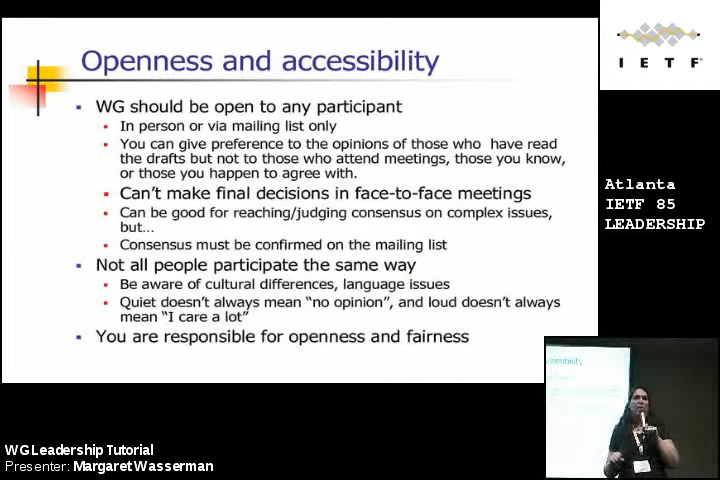 Openness and accessibility
WG should be open to any participant
In person or via mailing list only
You can give preference to the opinions of those who have read
the drafts but not to those who attend meetings, those you know,
or those you happen to agree with.
Can't make final decisions in face-to-face meetings
Can be good for reaching/judging consensus on complex issues,
but...
Consensus must be confirmed on the mailing list
Not all people participate the same way
Be aware of cultural differences, language issues
Quiet doesn't always mean “no opinion”, and loud doesn't always
mean “I care a lot”
You are responsible for openness and fairness
I E T F®
Atlanta
IETF 85
LEADERSHIP
WG Leadership Tutorial
Presenter: Margaret Wasserman